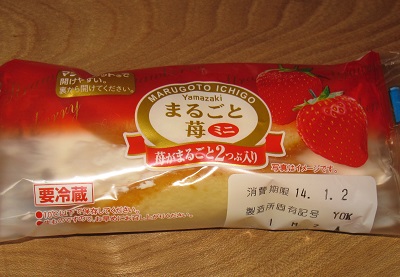 開けやすい。
裏から開けてください。
MARUGOTO ICHIGO
Yamazaki
まるごと
苺ミニ
苺がまるごと2つぶ入り
写真はイメージです。
要冷蔵
消費期限 14.1.2
製造所固有記号 YOK